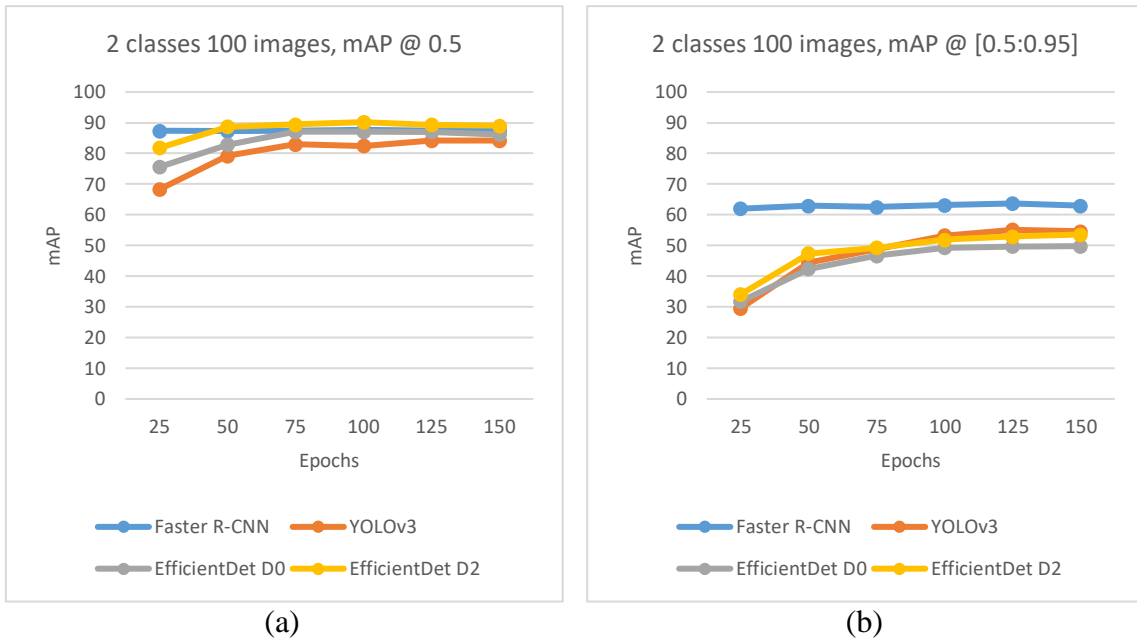 2 classes 100 images, mAP @ 0.5
100
90
80
70
60
50
40
30
20
10
0
mAP
25 50 75 100 125 150
Epochs
Faster R-CNN YOLOv3
EfficientDet D0 EfficientDet D2
(a)
2 classes 100 images, mAP @ [0.5:0.95]
100
90
80
70
60
50
40
30
20
10
0
mAP
25 50 75 100 125 150
Epochs
Faster R-CNN YOLOv3
EfficientDet D0 EfficientDet D2
(b)